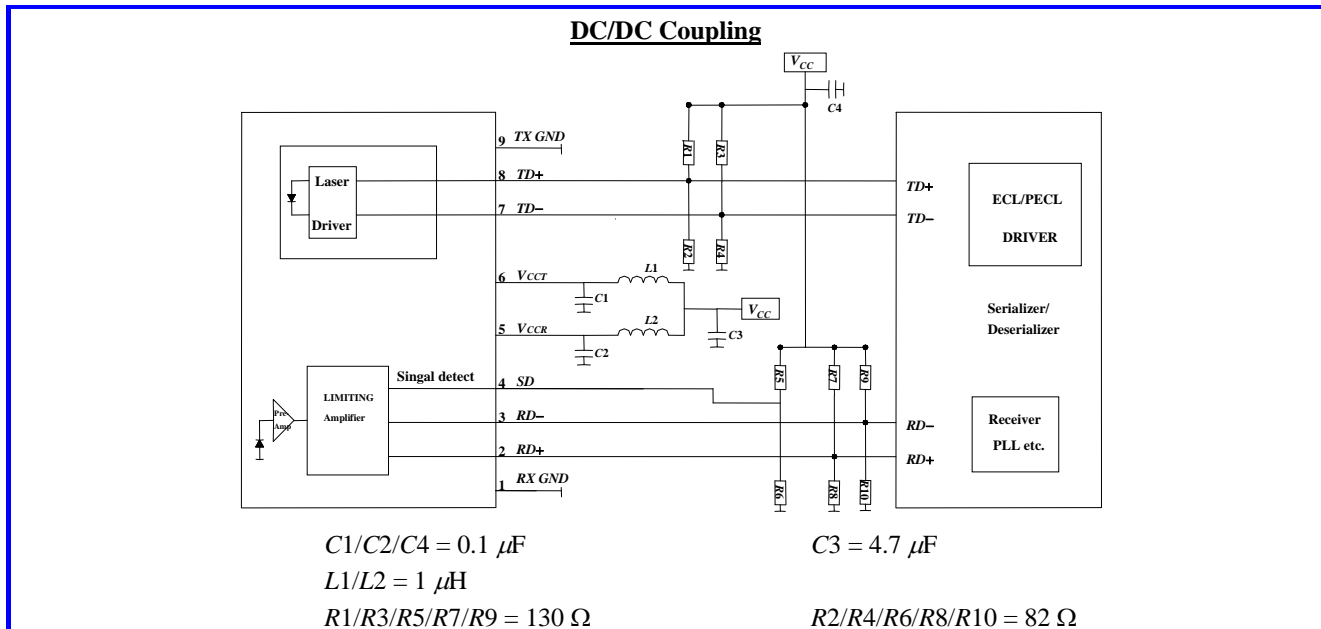 DC/DC Coupling
VCC
C4
9 TX GND
R1
R3
Laser
Driver
8 TD+
TD+
7 TD−
TD−
ECL/PECL
DRIVER
R2
R4
6 VCCT
L1
C1
VCC
L2
C3
5 VCCR
C2
Serializer/
Deserializer
Singal detect
4 SD
R5
R7
R9
LIMITING
Amplifier
Pre-
Amp
3 RD−
RD−
2 RD+
RD+
Receiver
PLL etc.
1 RX GND
R6
R8
R10
C1/C2/C4 = 0.1 μF
C3 = 4.7 μF
L1/L2 = 1 μH
R1/R3/R5/R7/R9 = 130 Ω
R2/R4/R6/R8/R10 = 82 Ω